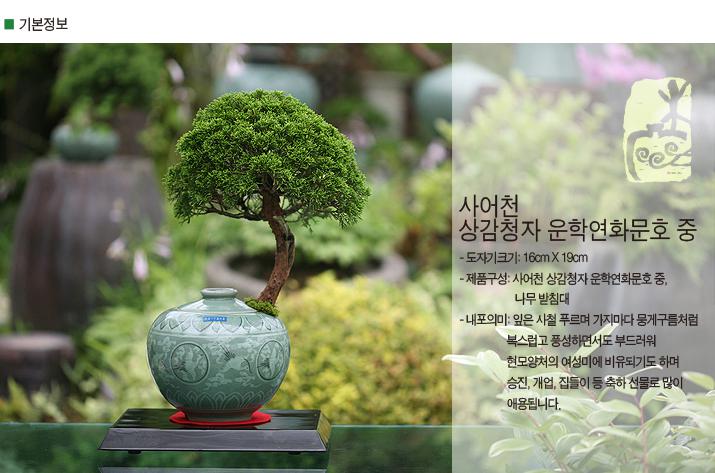 기본정보
사어천
상감청자 운학연화문호 중
- 도자기크기: 16cm X 19cm
- 제품구성: 사어천 상감청자 운학연화문호 중,
나무 받침대
- 내포의미: 잎은 사철 푸르며 가지마다 뭉게구름처럼
복스럽고 풍성하면서도 부드러워
현모양처의 여성미에 비유되기도 하며
승진, 개업, 집들이 등 축하 선물로 많이
애용됩니다.